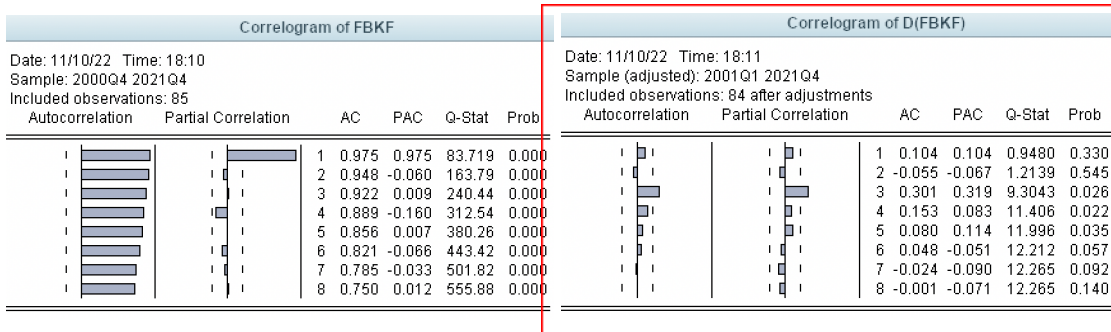 Correlogram of FBKF
Date: 11/10/22 Time: 18:10
Sample: 2000Q4 2021Q4
Included observations: 85
Autocorrelation Partial Correlation AC PAC Q-Stat Prob
1 0.975 0.975 83.719 0.000
2 0.948 -0.060 163.79 0.000
3 0.922 0.009 240.44 0.000
4 0.889 -0.160 312.54 0.000
5 0.856 0.007 380.26 0.000
6 0.821 -0.066 443.42 0.000
7 0.785 -0.033 501.82 0.000
8 0.750 0.012 555.88 0.000
Correlogram of D(FBKF)
Date: 11/10/22 Time: 18:11
Sample (adjusted): 2001Q1 2021Q4
Included observations: 84 after adjustments
Autocorrelation Partial Correlation AC PAC Q-Stat Prob
1 0.104 0.104 0.9480 0.330
2 -0.055 -0.067 1.2139 0.545
3 0.301 0.319 9.3043 0.026
4 0.153 0.083 11.406 0.022
5 0.080 0.114 11.996 0.035
6 0.048 -0.051 12.212 0.057
7 -0.024 -0.090 12.265 0.092
8 -0.001 -0.071 12.265 0.140